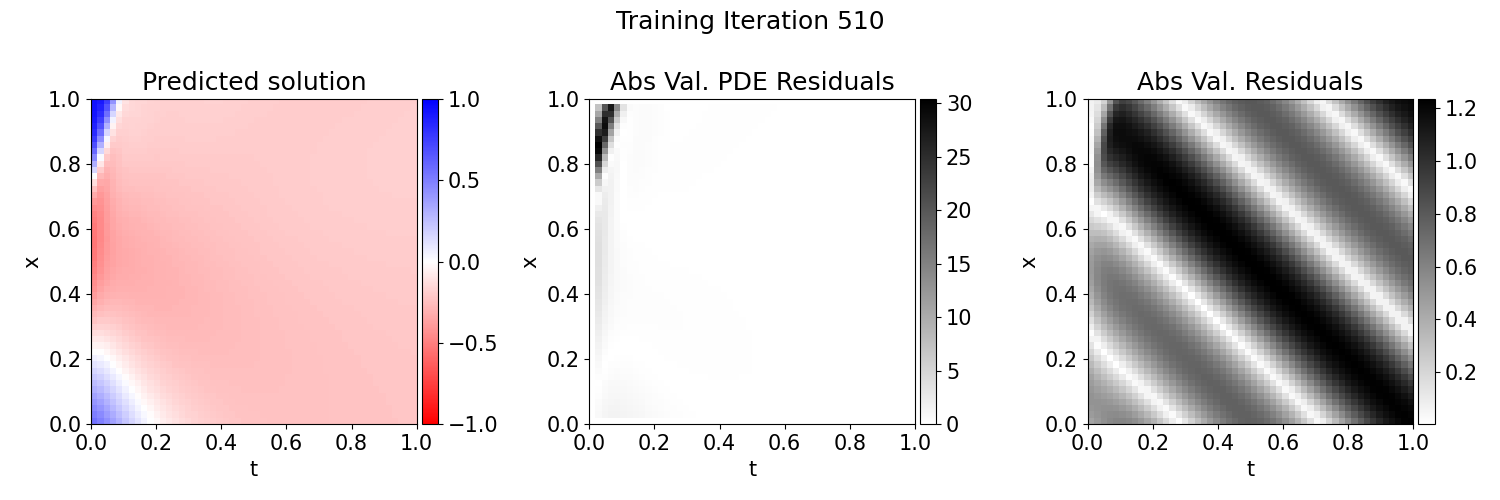 Training Iteration 510
Predicted solution
1.0
0.8
0.6
0.4
0.2
0.0
x
0.0 0.2 0.4 0.6 0.8 1.0
t
1.0
0.5
0.0
−0.5
−1.0
Abs Val. PDE Residuals
1.0
0.8
0.6
0.4
0.2
0.0
x
0.0 0.2 0.4 0.6 0.8 1.0
t
30
25
20
15
10
5
0
Abs Val. Residuals
1.0
0.8
0.6
0.4
0.2
0.0
x
0.0 0.2 0.4 0.6 0.8 1.0
t
1.2
1.0
0.8
0.6
0.4
0.2